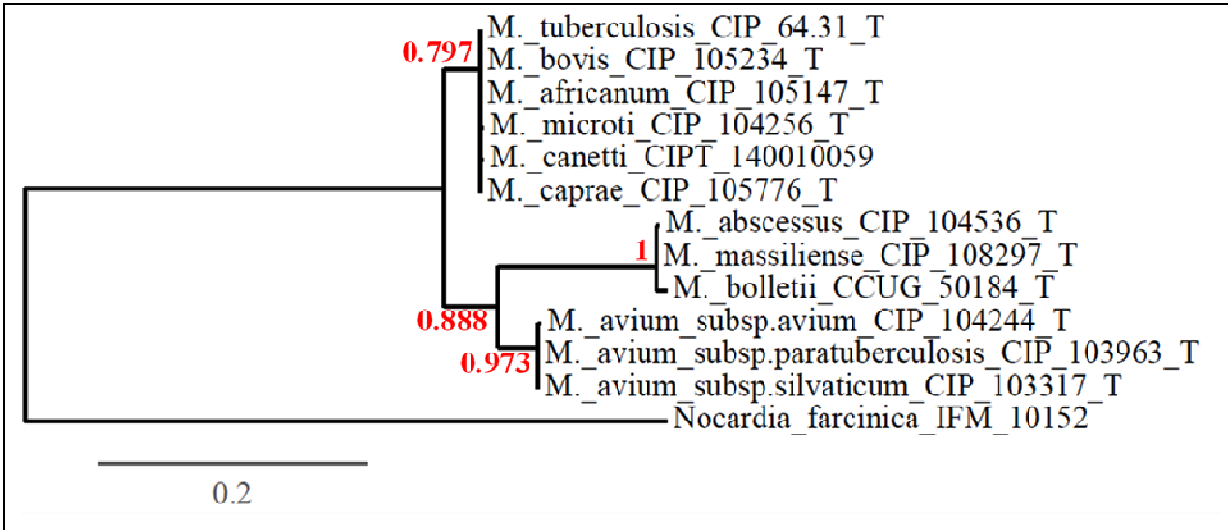 M._tuberculosis_CIP_64.31_T
0.797
M._bovis_CIP_105234_T
M._africanum_CIP_105147_T
M._microti_CIP_104256_T
M._canetti_CIPT_140010059
M._caprae_CIP_105776_T
M._abscessus_CIP_104536_T
1
M._massiliense_CIP_108297_T
M._bolletii_CCUG_50184_T
0.888
M._avium_subsp.avium_CIP_104244_T
0.973
M._avium_subsp.paratuberculosis_CIP_103963_T
M._avium_subsp.silvaticum_CIP_103317_T
Nocardia_farcinica_IFM_10152
0.2